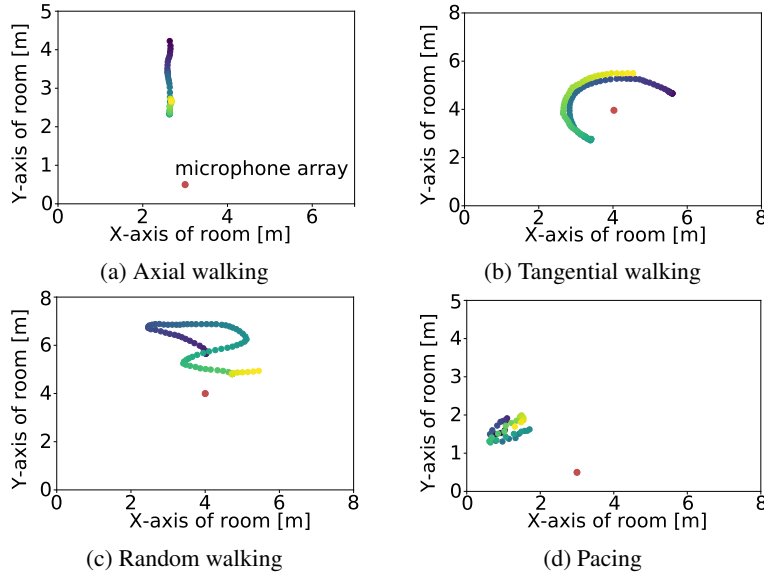 5
4
3
2
1
0
0 2 4 6
Y-axis of room [m]
X-axis of room [m]
microphone array
(a) Axial walking
8
6
4
2
0
0 2 4 6 8
Y-axis of room [m]
X-axis of room [m]
(b) Tangential walking
8
6
4
2
0
0 2 4 6 8
Y-axis of room [m]
X-axis of room [m]
(c) Random walking
5
4
3
2
1
0
0 2 4 6 8
Y-axis of room [m]
X-axis of room [m]
(d) Pacing